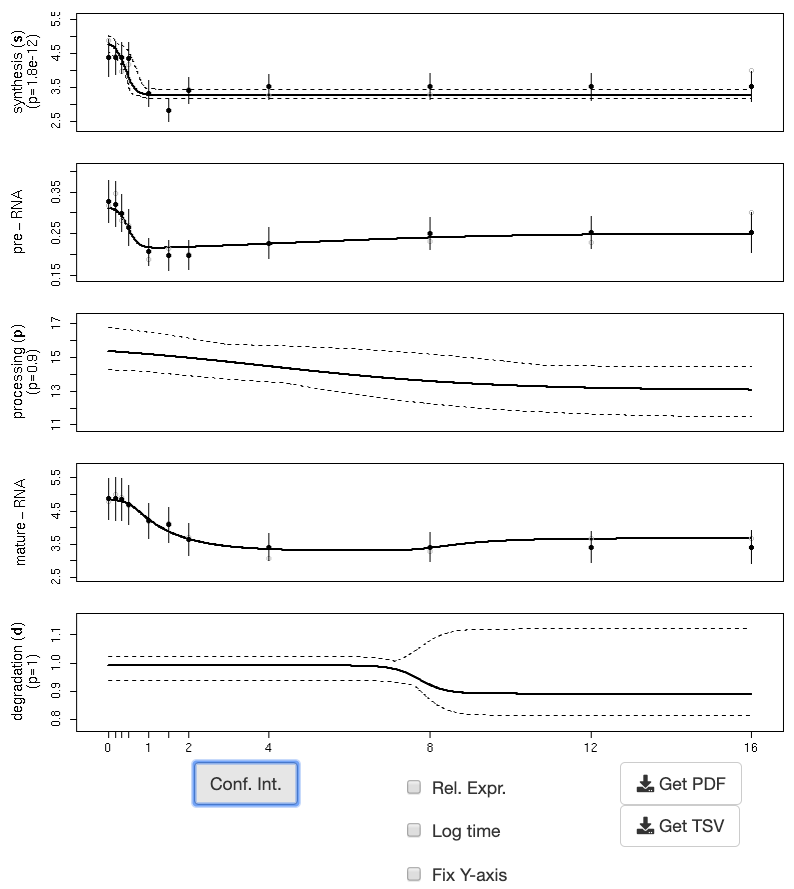 synthesis (s)
(p=1.8e-12)
5.5
4.5
3.5
2.5
pre – RNA
0.35
0.25
0.15
processing (p)
(p=0.9)
17
15
13
11
mature – RNA
5.5
4.5
3.5
2.5
degradation (d)
(p=1)
1.1
1.0
0.9
0.8
0 1 2 4 8 12 16
Conf. Int.
Rel. Expr.
Get PDF
Log time
Get TSV
Fix Y-axis